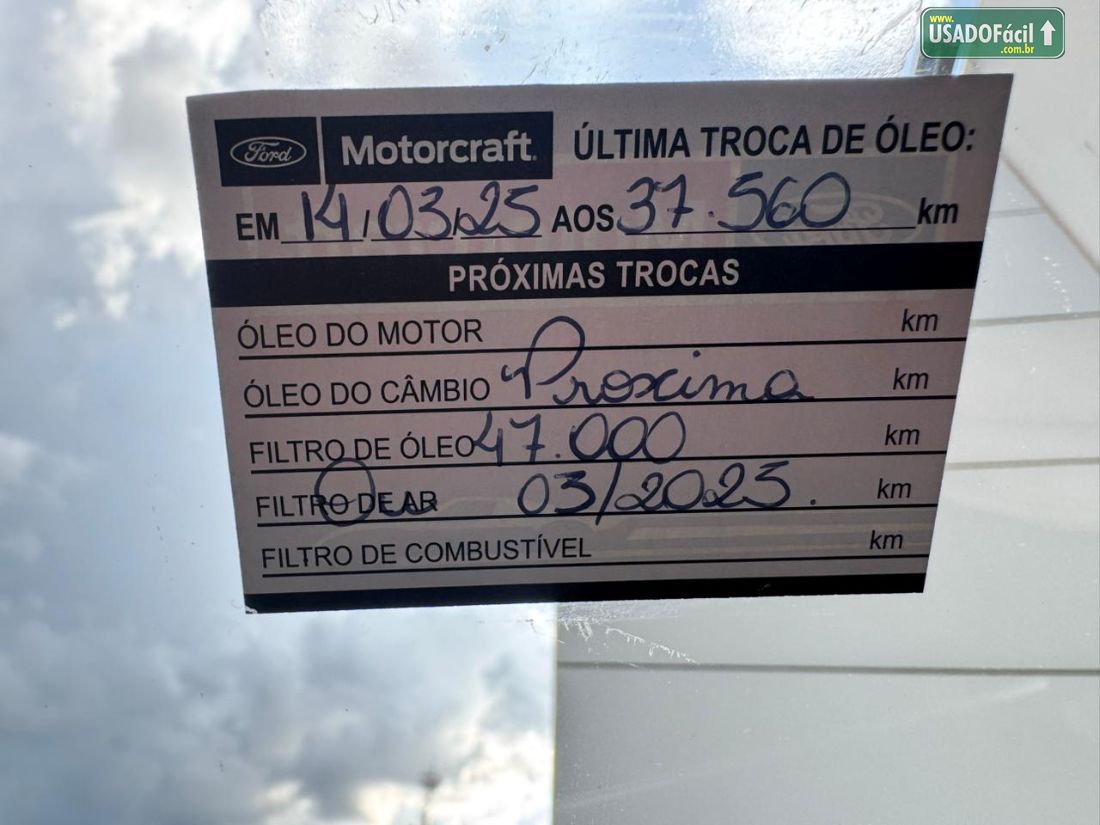 www.
USADOFácil
.com.br
Ford Motorcraft ÚLTIMA TROCA DE ÓLEO:
EM 14/03/25 AOS 37.560 km
PRÓXIMAS TROCAS
ÓLEO DO MOTOR km
ÓLEO DO CÂMBIO Proxima km
FILTRO DE ÓLEO 47.000 km
FILTRO DE AR Ou 03/2025. km
FILTRO DE COMBUSTÍVEL km